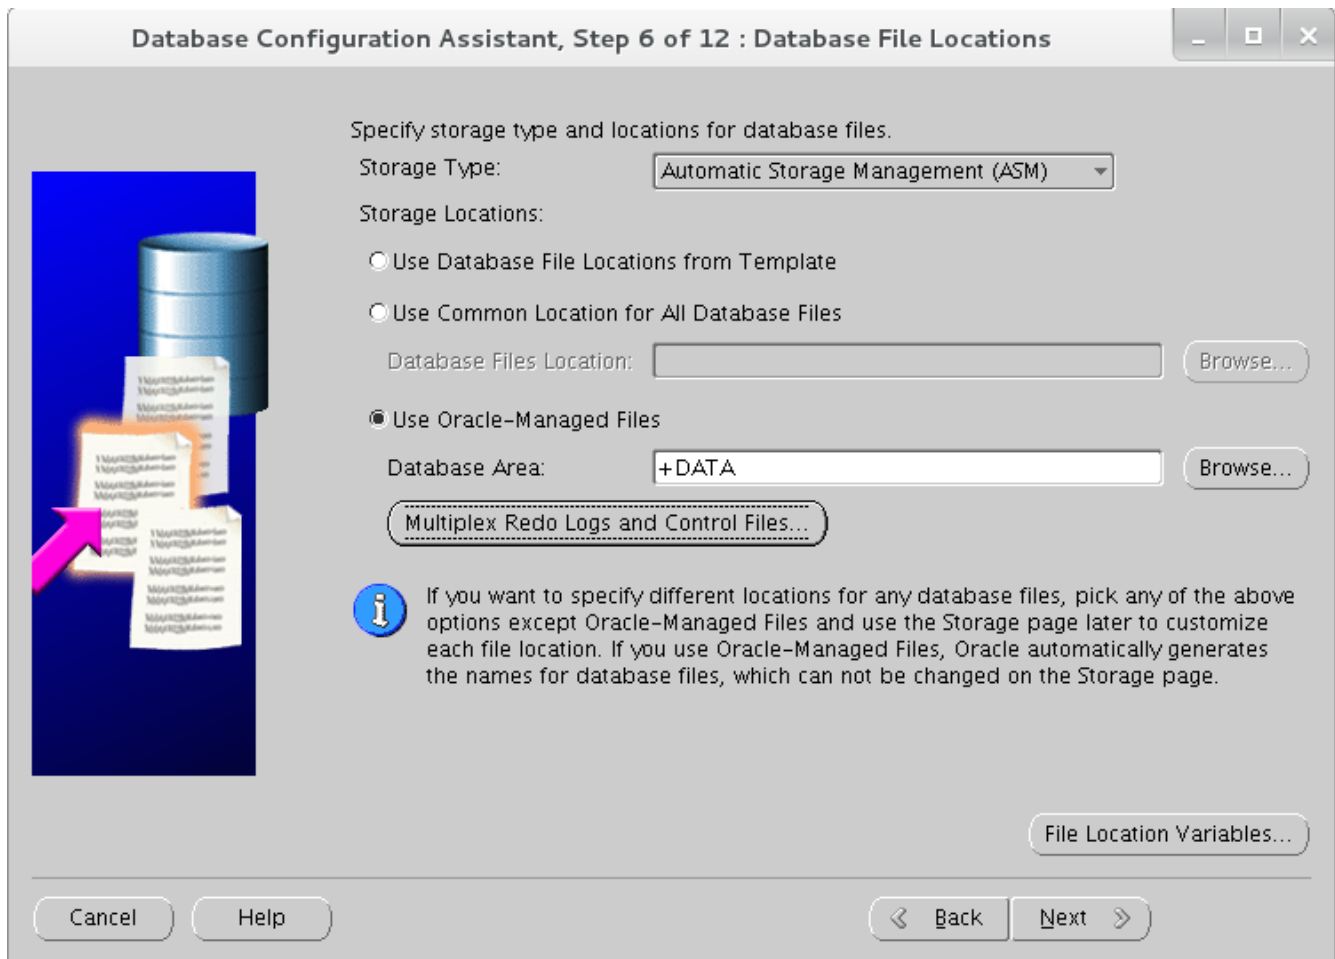 Database Configuration Assistant, Step 6 of 12 : Database File Locations
Specify storage type and locations for database files.
Storage Type: Automatic Storage Management (ASM)
Storage Locations:
Use Database File Locations from Template
Use Common Location for All Database Files
Database Files Location: Browse...
Use Oracle-Managed Files
Database Area: +DATA Browse...
Multiplex Redo Logs and Control Files...
If you want to specify different locations for any database files, pick any of the above
options except Oracle-Managed Files and use the Storage page later to customize
each file location. If you use Oracle-Managed Files, Oracle automatically generates
the names for database files, which can not be changed on the Storage page.
File Location Variables...
Cancel Help Back Next